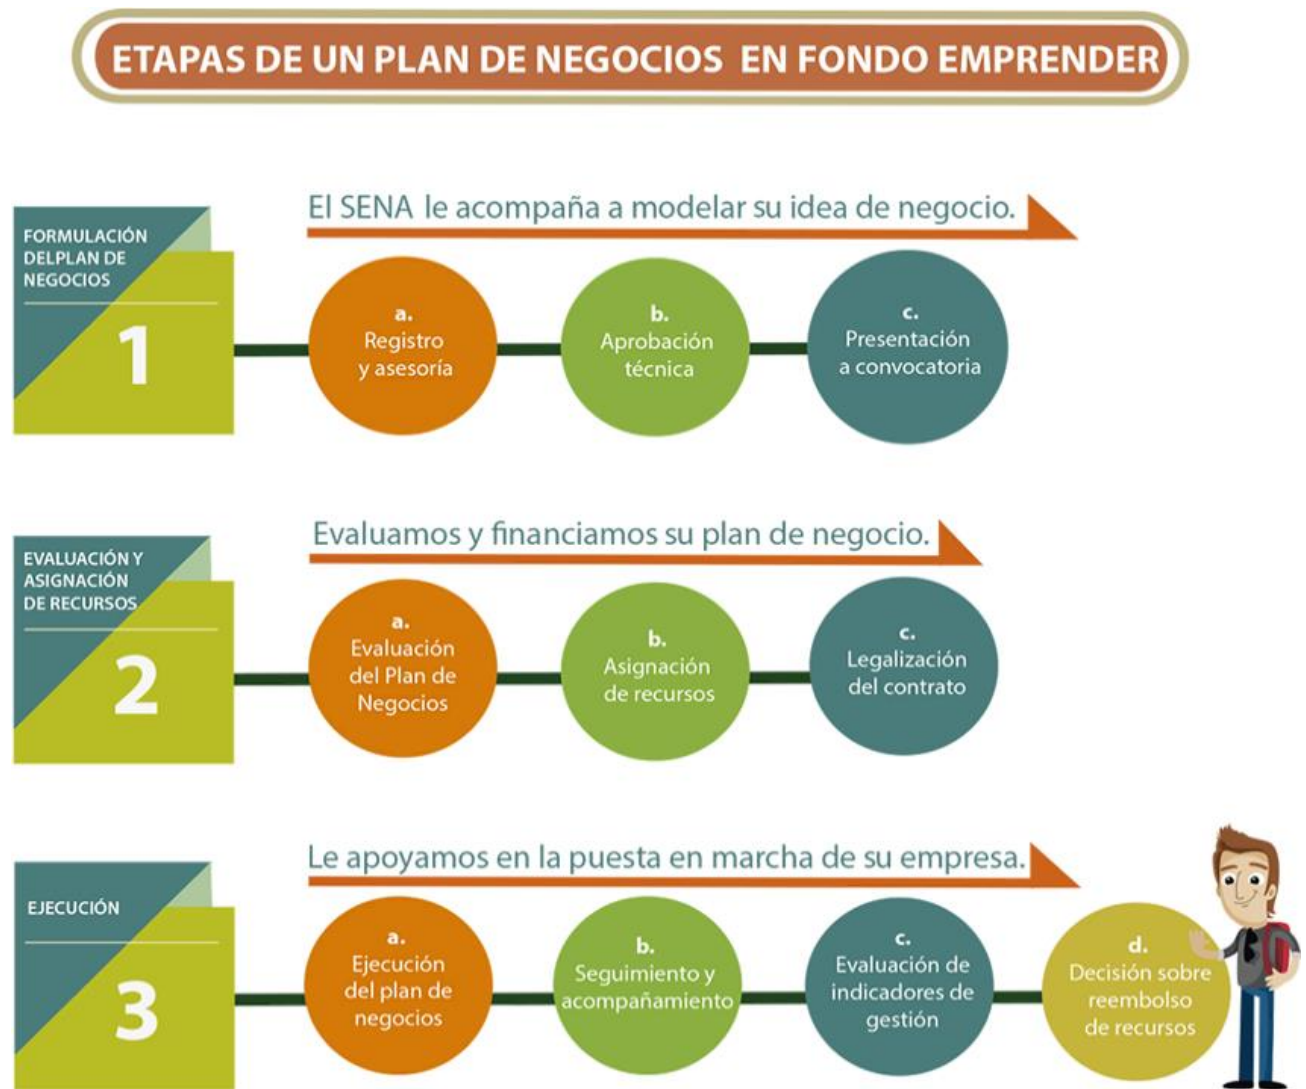 ETAPAS DE UN PLAN DE NEGOCIOS EN FONDO EMPRENDER
FORMULACIÓN
DELPLAN DE
NEGOCIOS
1
El SENA le acompaña a modelar su idea de negocio.
a.
Registro
y asesoría
b.
Aprobación
técnica
c.
Presentación
a convocatoria
EVALUACIÓN Y
ASIGNACIÓN
DE RECURSOS
2
Evaluamos y financiamos su plan de negocio.
a.
Evaluación
del Plan de
Negocios
b.
Asignación
de recursos
c.
Legalización
del contrato
EJECUCIÓN
3
Le apoyamos en la puesta en marcha de su empresa.
a.
Ejecución
del plan de
negocios
b.
Seguimiento y
acompañamiento
c.
Evaluación de
indicadores de
gestión
d.
Decisión sobre
reembolso
de recursos